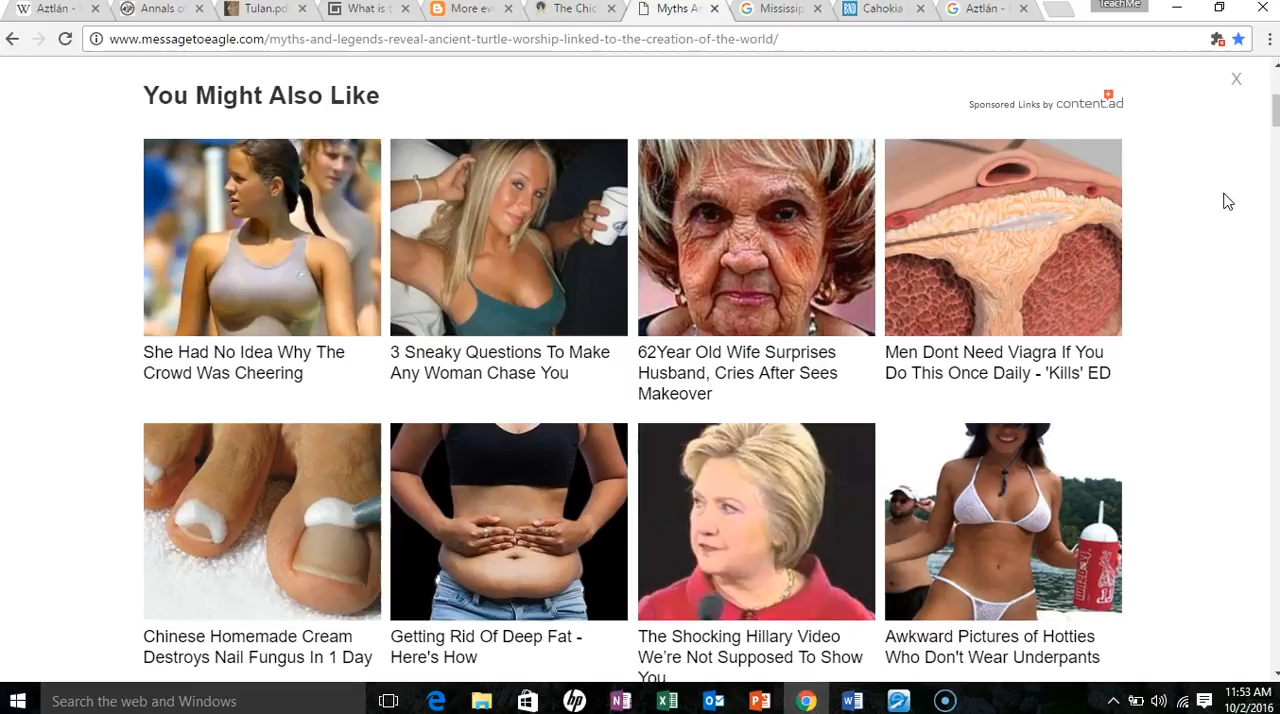 Aztlán -
Annals of
Tulan.pd
What is t
More ev
The Chic
Myths A
Mississip
Cahokia
Aztlán -
TeachMe
www.messagetoeagle.com/myths-and-legends-reveal-ancient-turtle-worship-linked-to-the-creation-of-the-world/
You Might Also Like
X
Sponsored Links by content.ad
She Had No Idea Why The
Crowd Was Cheering
3 Sneaky Questions To Make
Any Woman Chase You
62Year Old Wife Surprises
Husband, Cries After Sees
Makeover
Men Dont Need Viagra If You
Do This Once Daily - 'Kills' ED
Chinese Homemade Cream
Destroys Nail Fungus In 1 Day
Getting Rid Of Deep Fat -
Here's How
The Shocking Hillary Video
We’re Not Supposed To Show
You
Awkward Pictures of Hotties
Who Don't Wear Underpants
Search the web and Windows
11:53 AM
10/2/2016